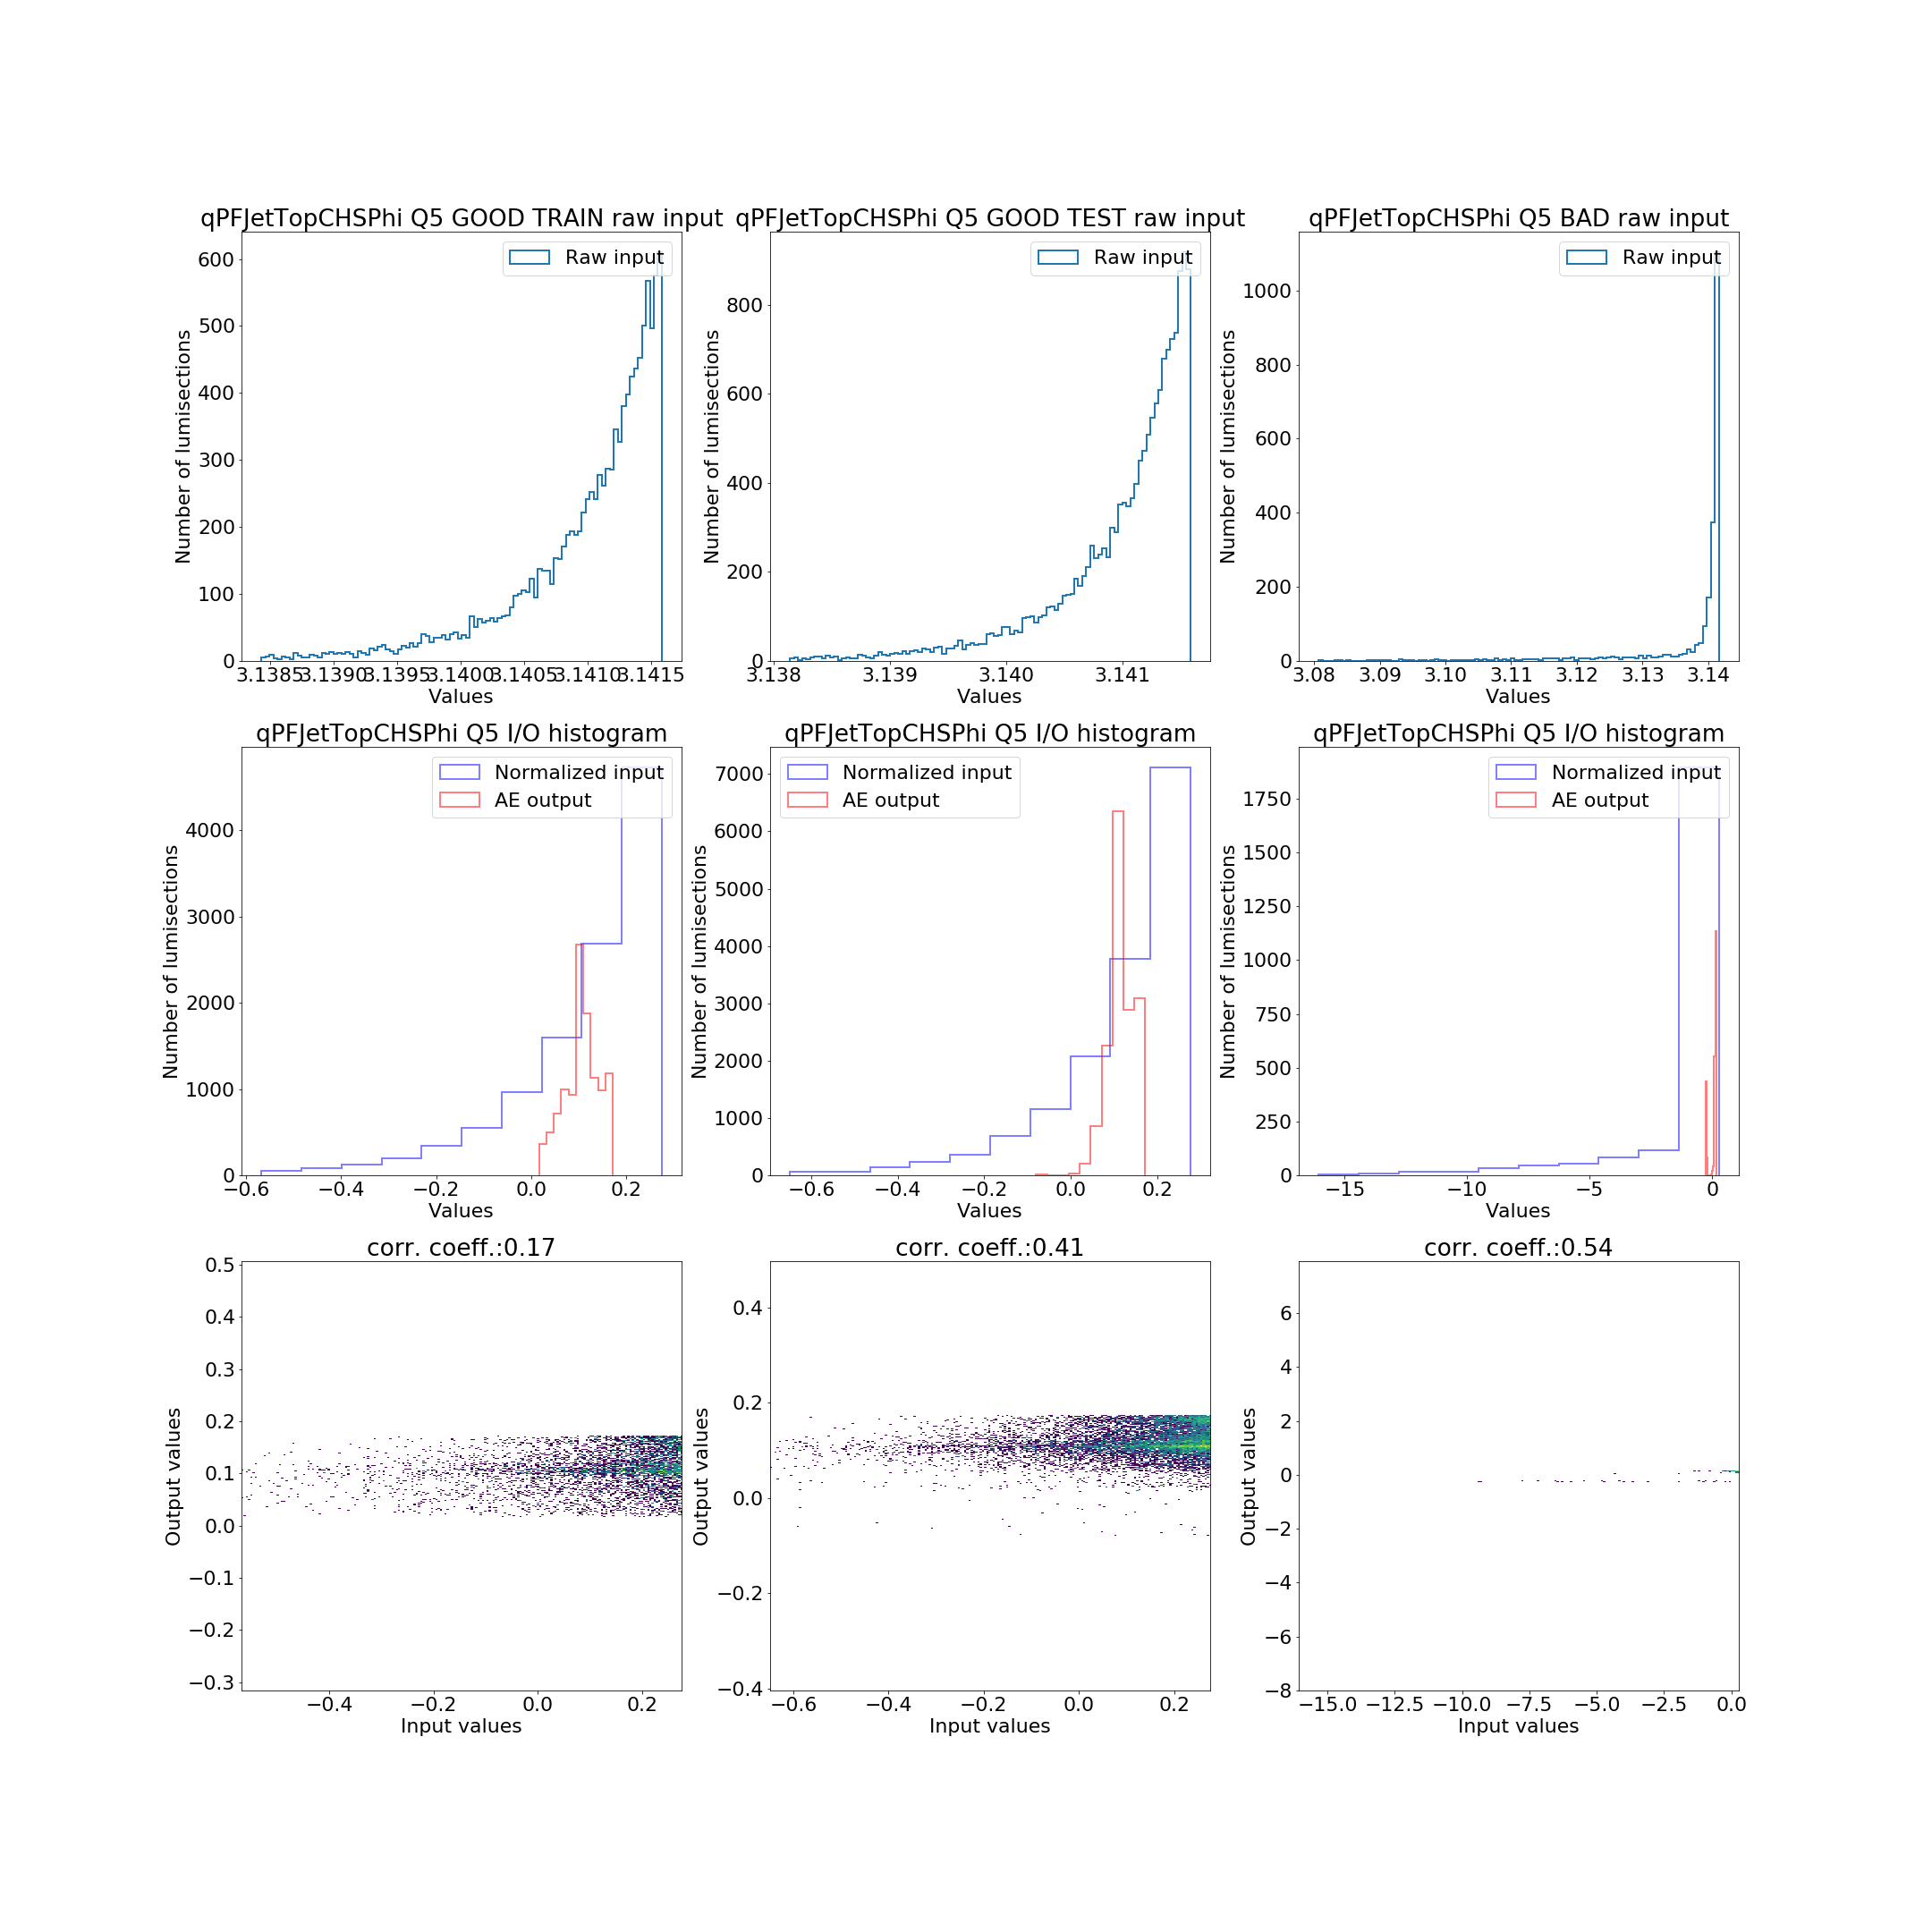 qPFJetTopCHSPhi Q5 GOOD TRAIN raw input
qPFJetTopCHSPhi Q5 GOOD TEST raw input
qPFJetTopCHSPhi Q5 BAD raw input
Raw input
Raw input
Raw input
Number of lumisections
600
500
400
300
200
100
0
Number of lumisections
800
600
400
200
0
Number of lumisections
1000
800
600
400
200
0
3.1385 3.1390 3.1395 3.1400 3.1405 3.1410 3.1415
3.138 3.139 3.140 3.141
3.08 3.09 3.10 3.11 3.12 3.13 3.14
Values
Values
Values
qPFJetTopCHSPhi Q5 I/O histogram
qPFJetTopCHSPhi Q5 I/O histogram
qPFJetTopCHSPhi Q5 I/O histogram
Normalized input
AE output
Normalized input
AE output
Normalized input
AE output
Number of lumisections
4000
3000
2000
1000
0
Number of lumisections
7000
6000
5000
4000
3000
2000
1000
0
Number of lumisections
1750
1500
1250
1000
750
500
250
0
−0.6 −0.4 −0.2 0.0 0.2
−0.6 −0.4 −0.2 0.0 0.2
−15 −10 −5 0
Values
Values
Values
corr. coeff.:0.17
corr. coeff.:0.41
corr. coeff.:0.54
Output values
0.5
0.4
0.3
0.2
0.1
0.0
−0.1
−0.2
−0.3
Output values
0.4
0.2
0.0
−0.2
−0.4
Output values
6
4
2
0
−2
−4
−6
−8
−0.4 −0.2 0.0 0.2
−0.6 −0.4 −0.2 0.0 0.2
−15.0 −12.5 −10.0 −7.5 −5.0 −2.5 0.0
Input values
Input values
Input values